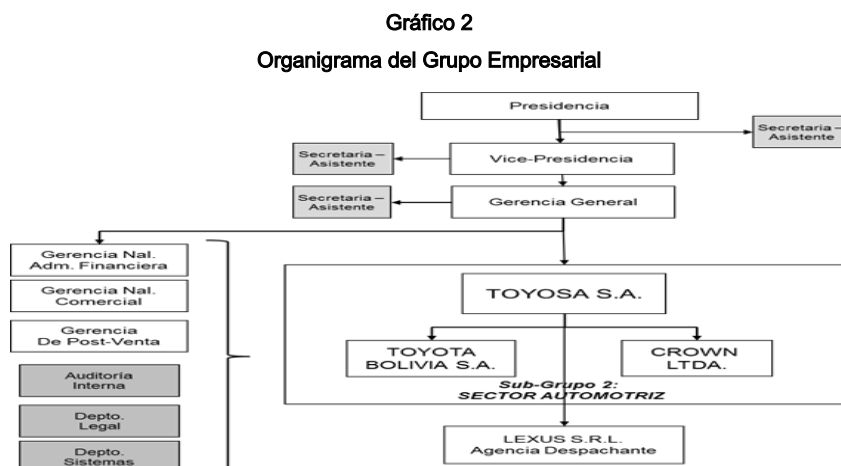 Gráfico 2
Organigrama del Grupo Empresarial
Presidencia
Secretaria –
Asistente
Secretaria –
Asistente
Vice-Presidencia
Secretaria –
Asistente
Gerencia General
Gerencia Nal.
Adm. Financiera
Gerencia Nal.
Comercial
Gerencia
De Post-Venta
Auditoría
Interna
Depto.
Legal
Depto.
Sistemas
TOYOSA S.A.
TOYOTA
BOLIVIA S.A.
CROWN
LTDA.
Sub-Grupo 2:
SECTOR AUTOMOTRIZ
LEXUS S.R.L.
Agencia Despachante